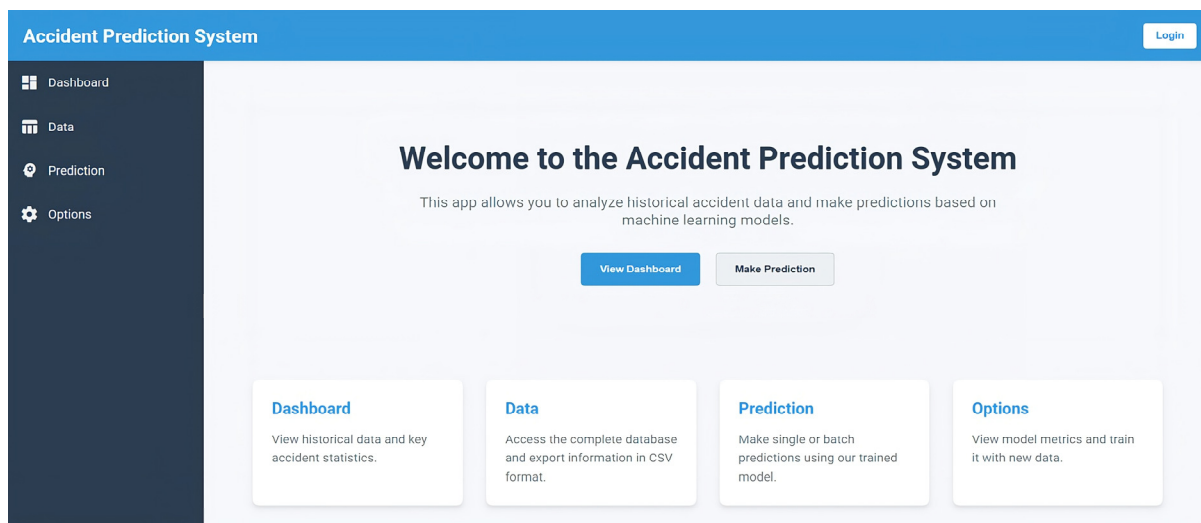 Accident Prediction System
Login
Dashboard
Data
Prediction
Options
Welcome to the Accident Prediction System
This app allows you to analyze historical accident data and make predictions based on
machine learning models.
View Dashboard
Make Prediction
Dashboard
View historical data and key
accident statistics.
Data
Access the complete database
and export information in CSV
format.
Prediction
Make single or batch
predictions using our trained
model.
Options
View model metrics and train
it with new data.